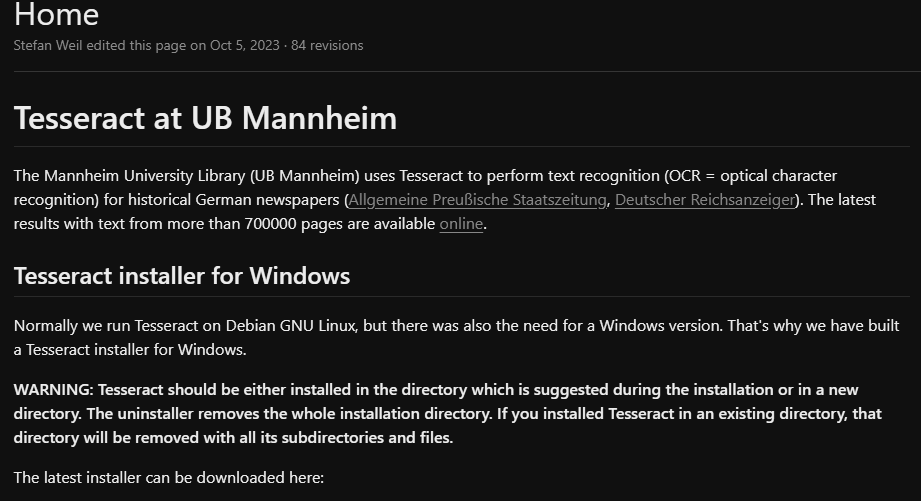 Home
Stefan Weil edited this page on Oct 5, 2023 · 84 revisions
Tesseract at UB Mannheim
The Mannheim University Library (UB Mannheim) uses Tesseract to perform text recognition (OCR = optical character
recognition) for historical German newspapers (Allgemeine Preußische Staatszeitung, Deutscher Reichsanzeiger). The latest
results with text from more than 700000 pages are available online.
Tesseract installer for Windows
Normally we run Tesseract on Debian GNU Linux, but there was also the need for a Windows version. That's why we have built
a Tesseract installer for Windows.
WARNING: Tesseract should be either installed in the directory which is suggested during the installation or in a new
directory. The uninstaller removes the whole installation directory. If you installed Tesseract in an existing directory, that
directory will be removed with all its subdirectories and files.
The latest installer can be downloaded here: